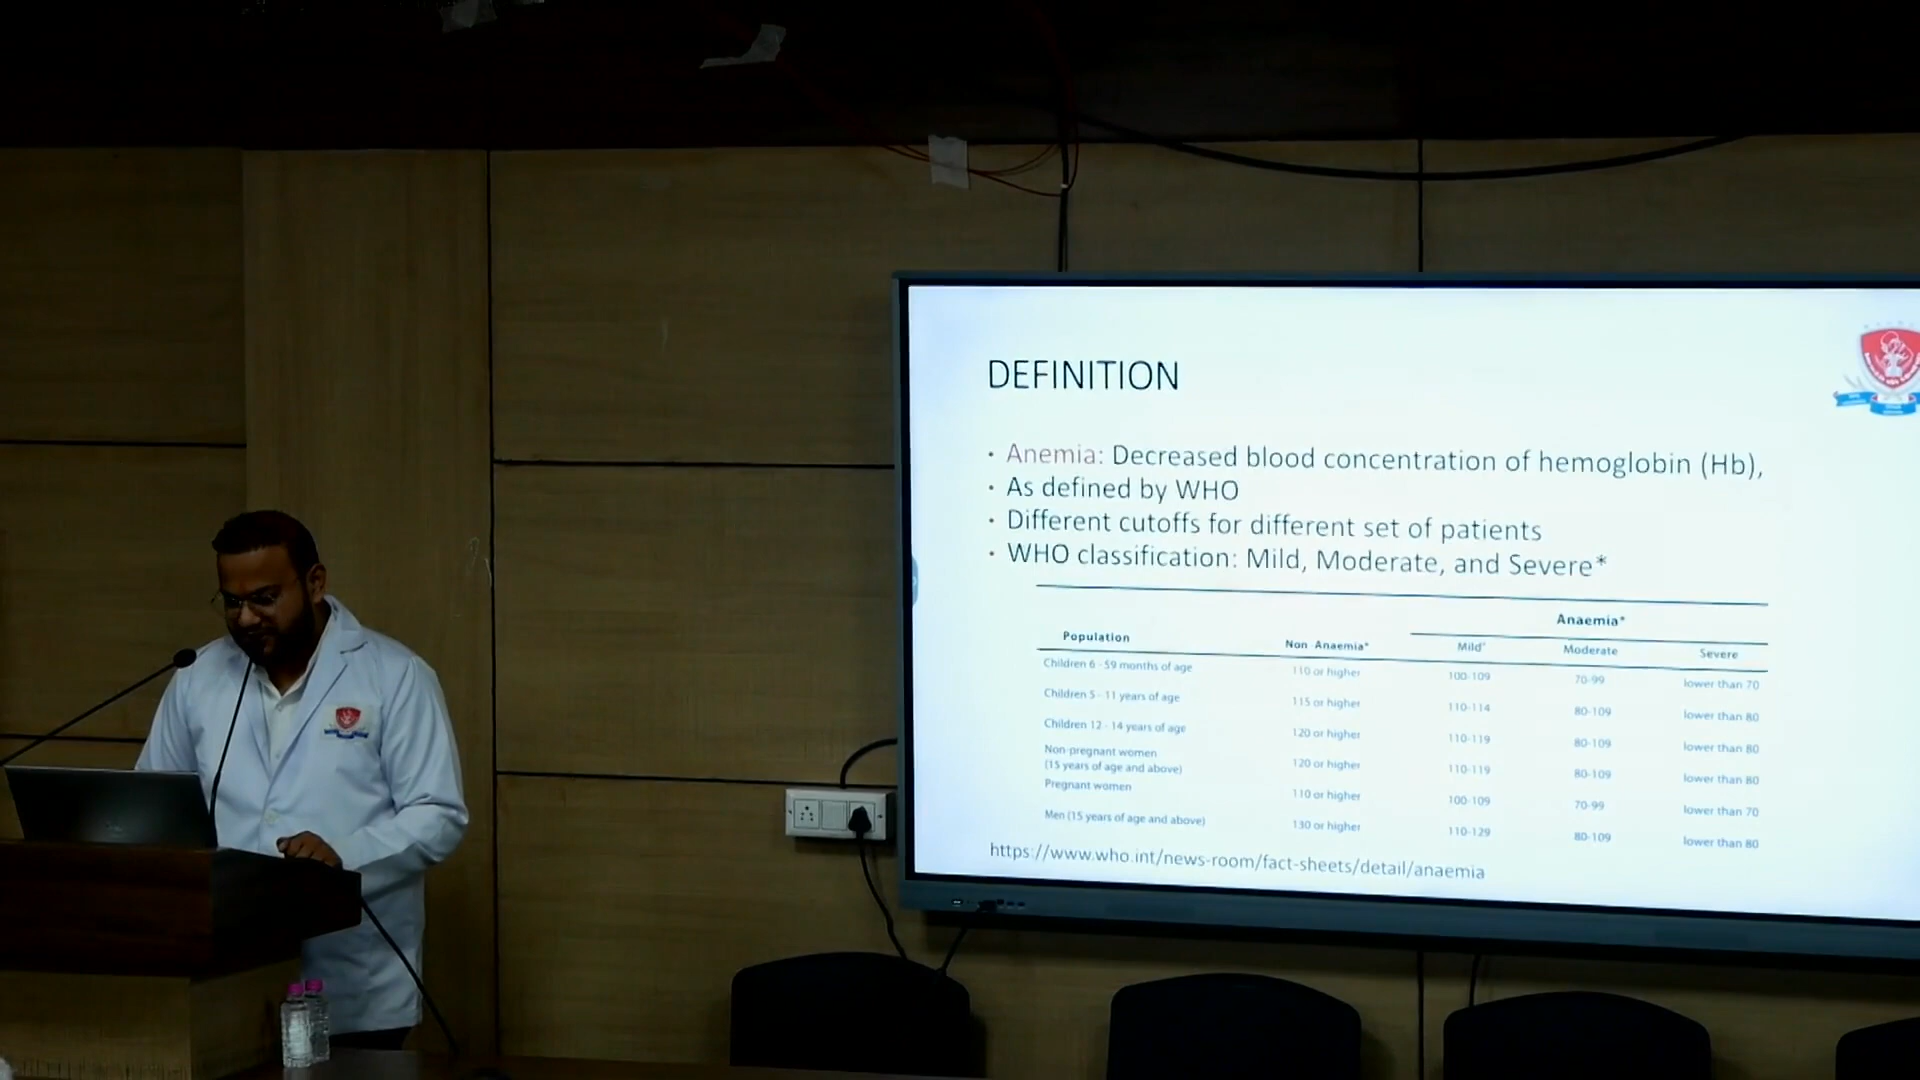 DEFINITION
• Anemia: Decreased blood concentration of hemoglobin (Hb),
• As defined by WHO
• Different cutoffs for different set of patients
• WHO classification: Mild, Moderate, and Severe*
Anaemia*
Population Non -Anaemia* Mild Moderate Severe
Children 6 - 59 months of age 110 or higher 100-109 70-99 lower than 70
Children 5 - 11 years of age 115 or higher 110-114 80-109 lower than 80
Children 12 - 14 years of age 120 or higher 110-119 80-109 lower than 80
Non-pregnant women
(15 years of age and above) 120 or higher 110-119 80-109 lower than 80
Pregnant women 110 or higher 100-109 70-99 lower than 70
Men (15 years of age and above) 130 or higher 110-129 80-109 lower than 80
https://www.who.int/news-room/fact-sheets/detail/anaemia